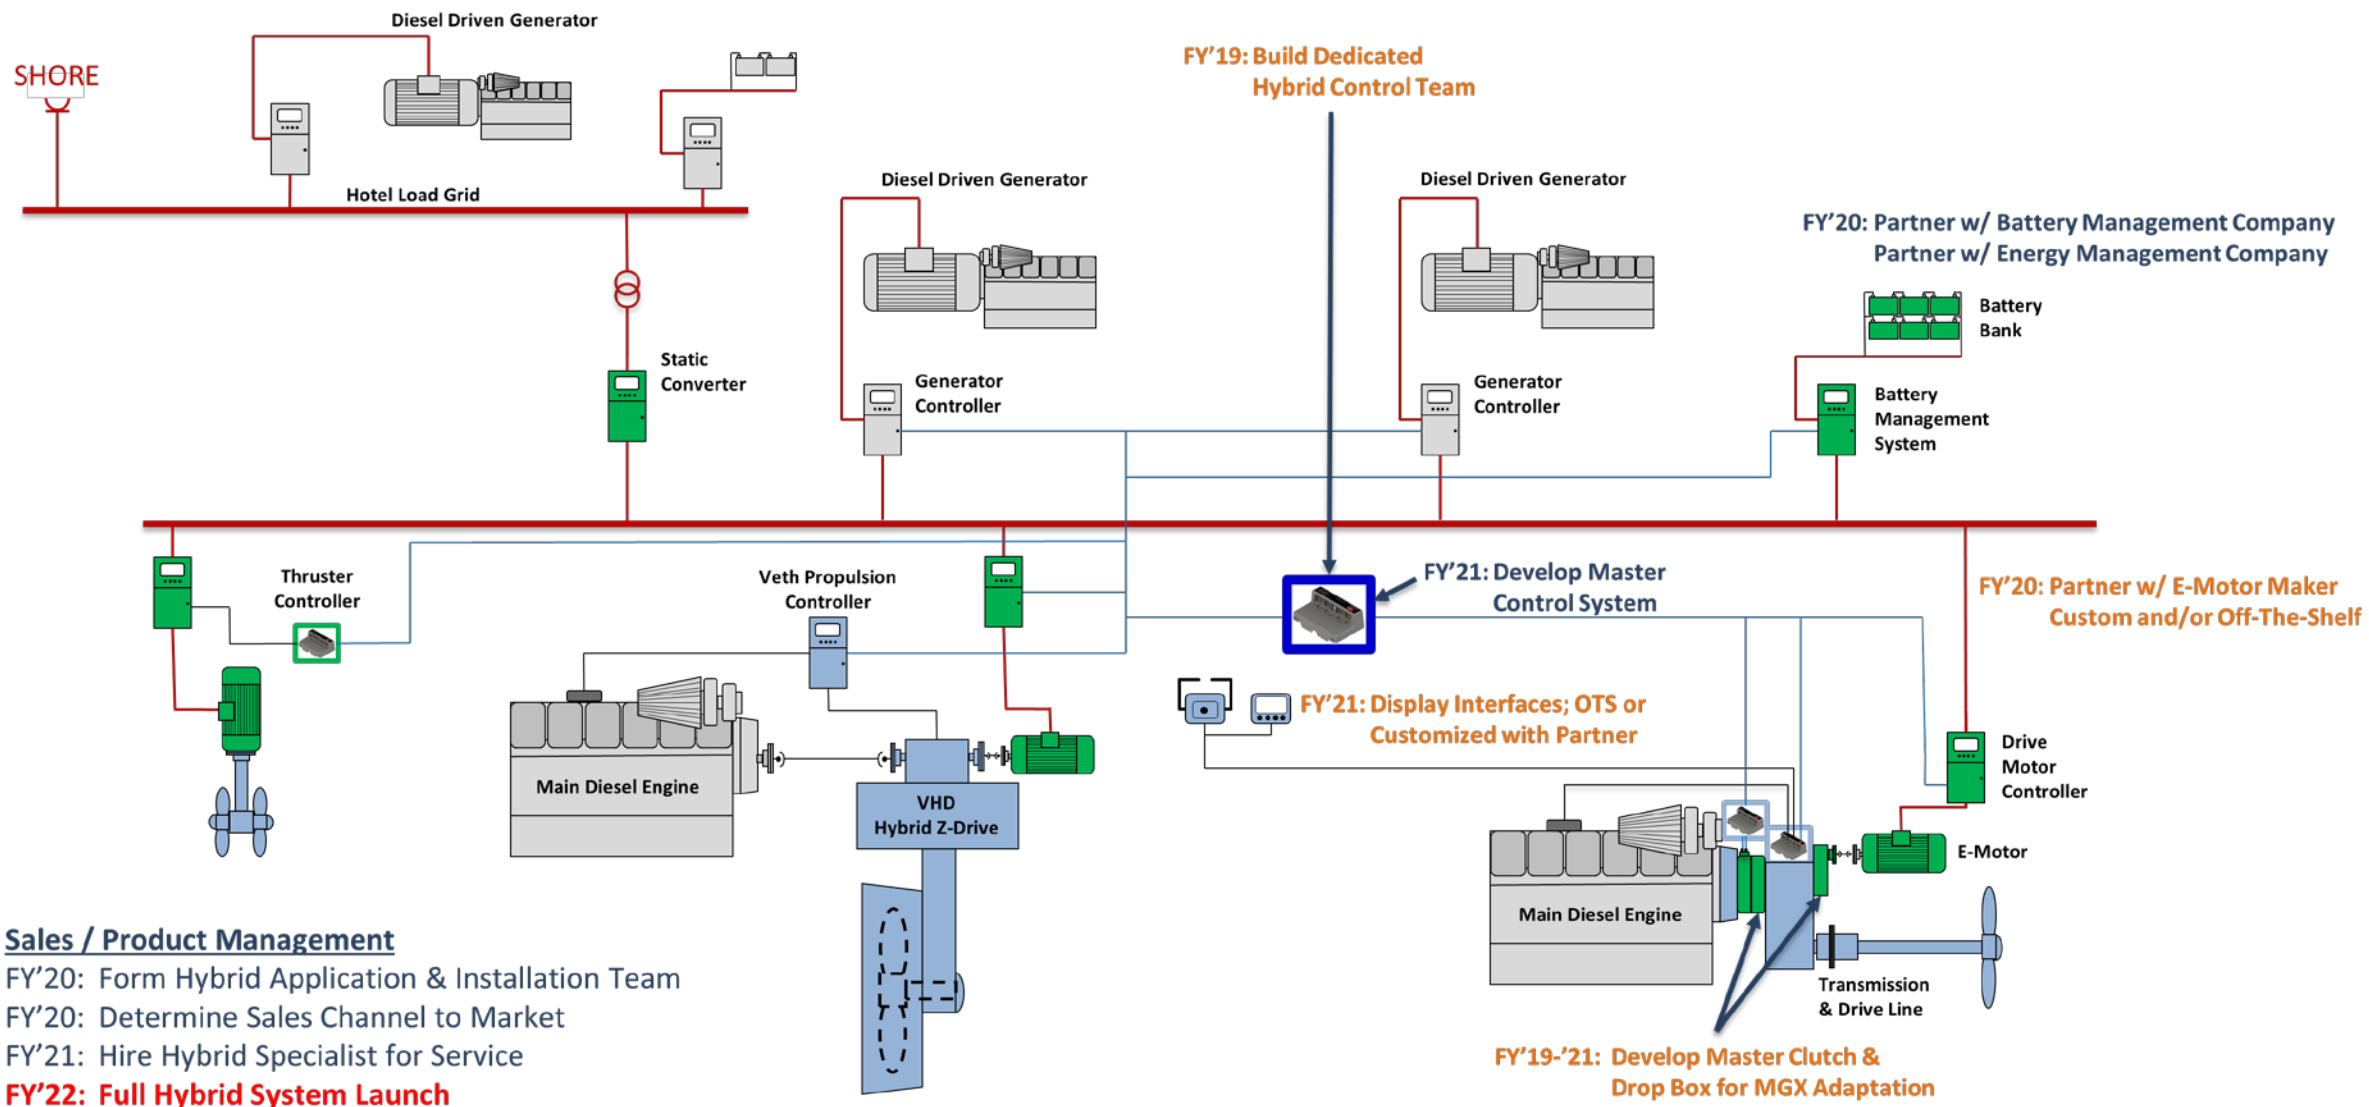 Diesel Driven Generator
SHORE
FY'19: Build Dedicated
Hybrid Control Team
Hotel Load Grid
Diesel Driven Generator
Diesel Driven Generator
FY'20: Partner w/ Battery Management Company
Partner w/ Energy Management Company
Battery
Bank
Static
Converter
Generator
Controller
Generator
Controller
Battery
Management
System
Thruster
Controller
Veth Propulsion
Controller
FY'21: Develop Master
Control System
FY'20: Partner w/ E-Motor Maker
Custom and/or Off-The-Shelf
FY'21: Display Interfaces; OTS or
Customized with Partner
Main Diesel Engine
VHD
Hybrid Z-Drive
Drive
Motor
Controller
E-Motor
Main Diesel Engine
Transmission
& Drive Line
FY'19-'21: Develop Master Clutch &
Drop Box for MGX Adaptation
Sales / Product Management
FY'20: Form Hybrid Application & Installation Team
FY'20: Determine Sales Channel to Market
FY'21: Hire Hybrid Specialist for Service
FY'22: Full Hybrid System Launch